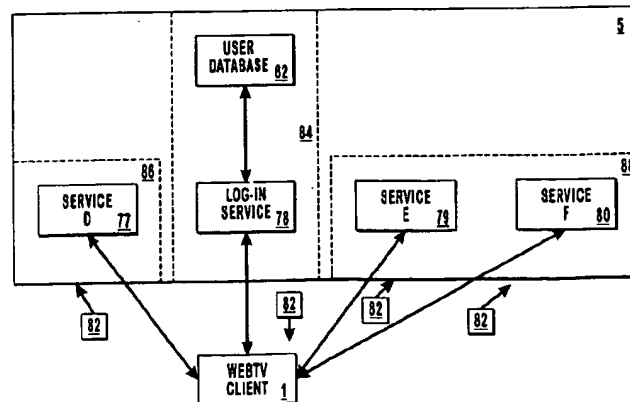 5
USER
DATABASE 62
84
86
88
SERVICE
D 77
LOG-IN
SERVICE 78
SERVICE
E 79
SERVICE
F 80
82
82
82
82
WEBTV
CLIENT 1